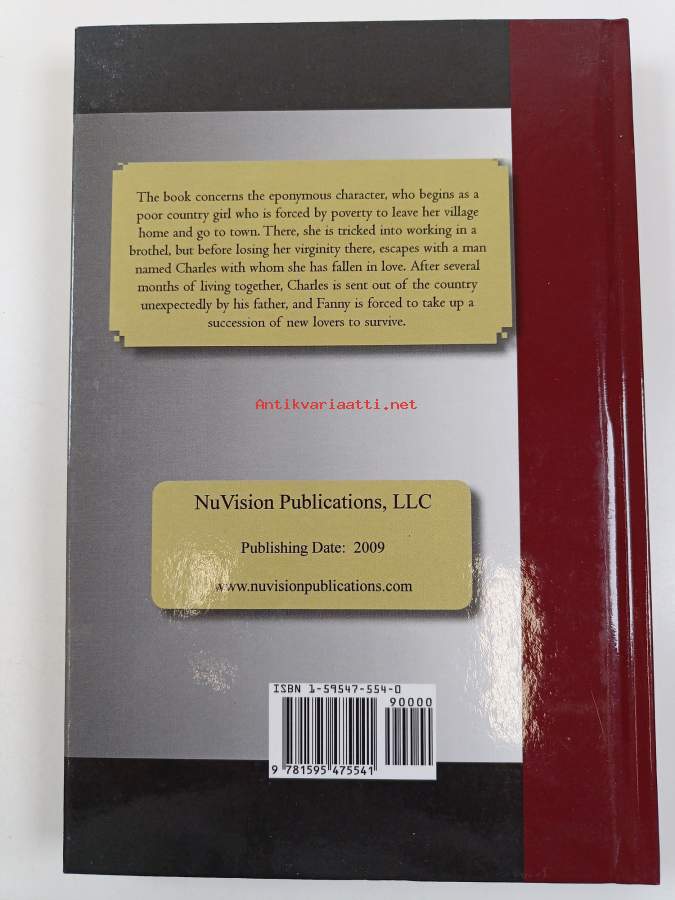 The book concerns the eponymous character, who begins as a
poor country girl who is forced by poverty to leave her village
home and go to town. There, she is tricked into working in a
brothel, but before losing her virginity there, escapes with a man
named Charles with whom she has fallen in love. After several
months of living together, Charles is sent out of the country
unexpectedly by his father, and Fanny is forced to take up a
succession of new lovers to survive.
Antikvariaatti.net
NuVision Publications, LLC
Publishing Date: 2009
www.nuvisionpublications.com
ISBN 1-59547-554-0
90000
9 781595 475541